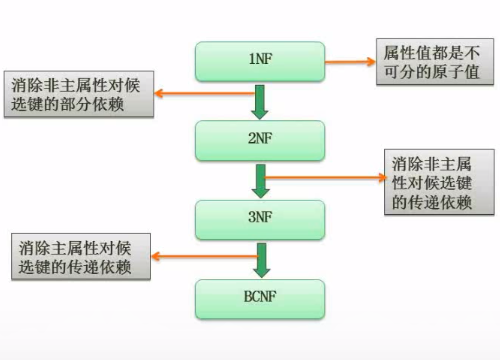 1NF
属性值都是不
可分的原子值
消除非主属性对候
选键的部分依赖
2NF
消除非主属
性对候选键
的传递依赖
3NF
消除主属性对候
选键的传递依赖
BCNF